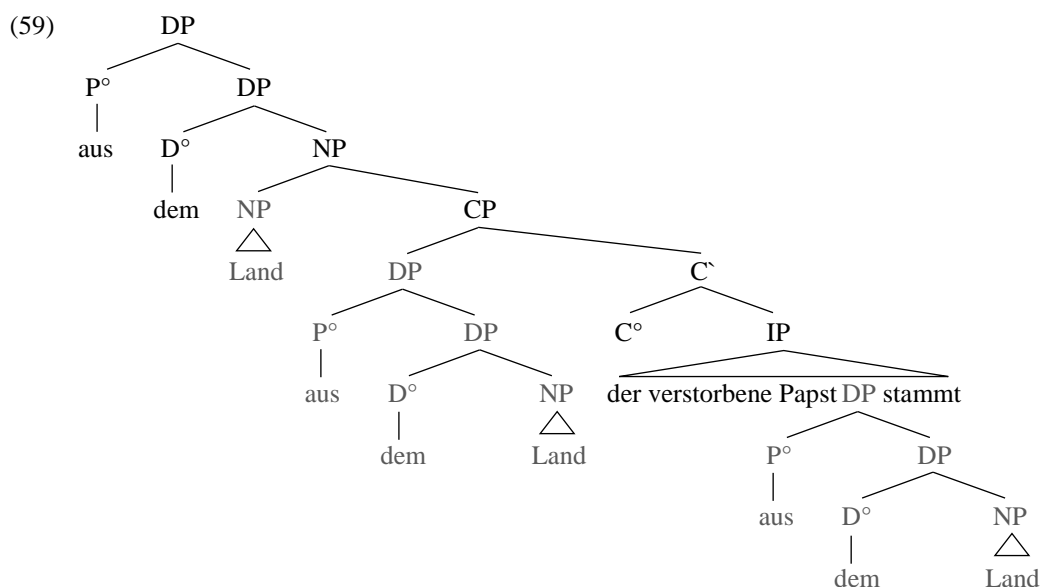 (59) DP
P° DP
aus D° NP
dem NP CP
Land DP C`
P° DP C° IP
aus D° NP der verstorbene Papst DP stammt
dem Land P° DP
aus D° NP
dem Land